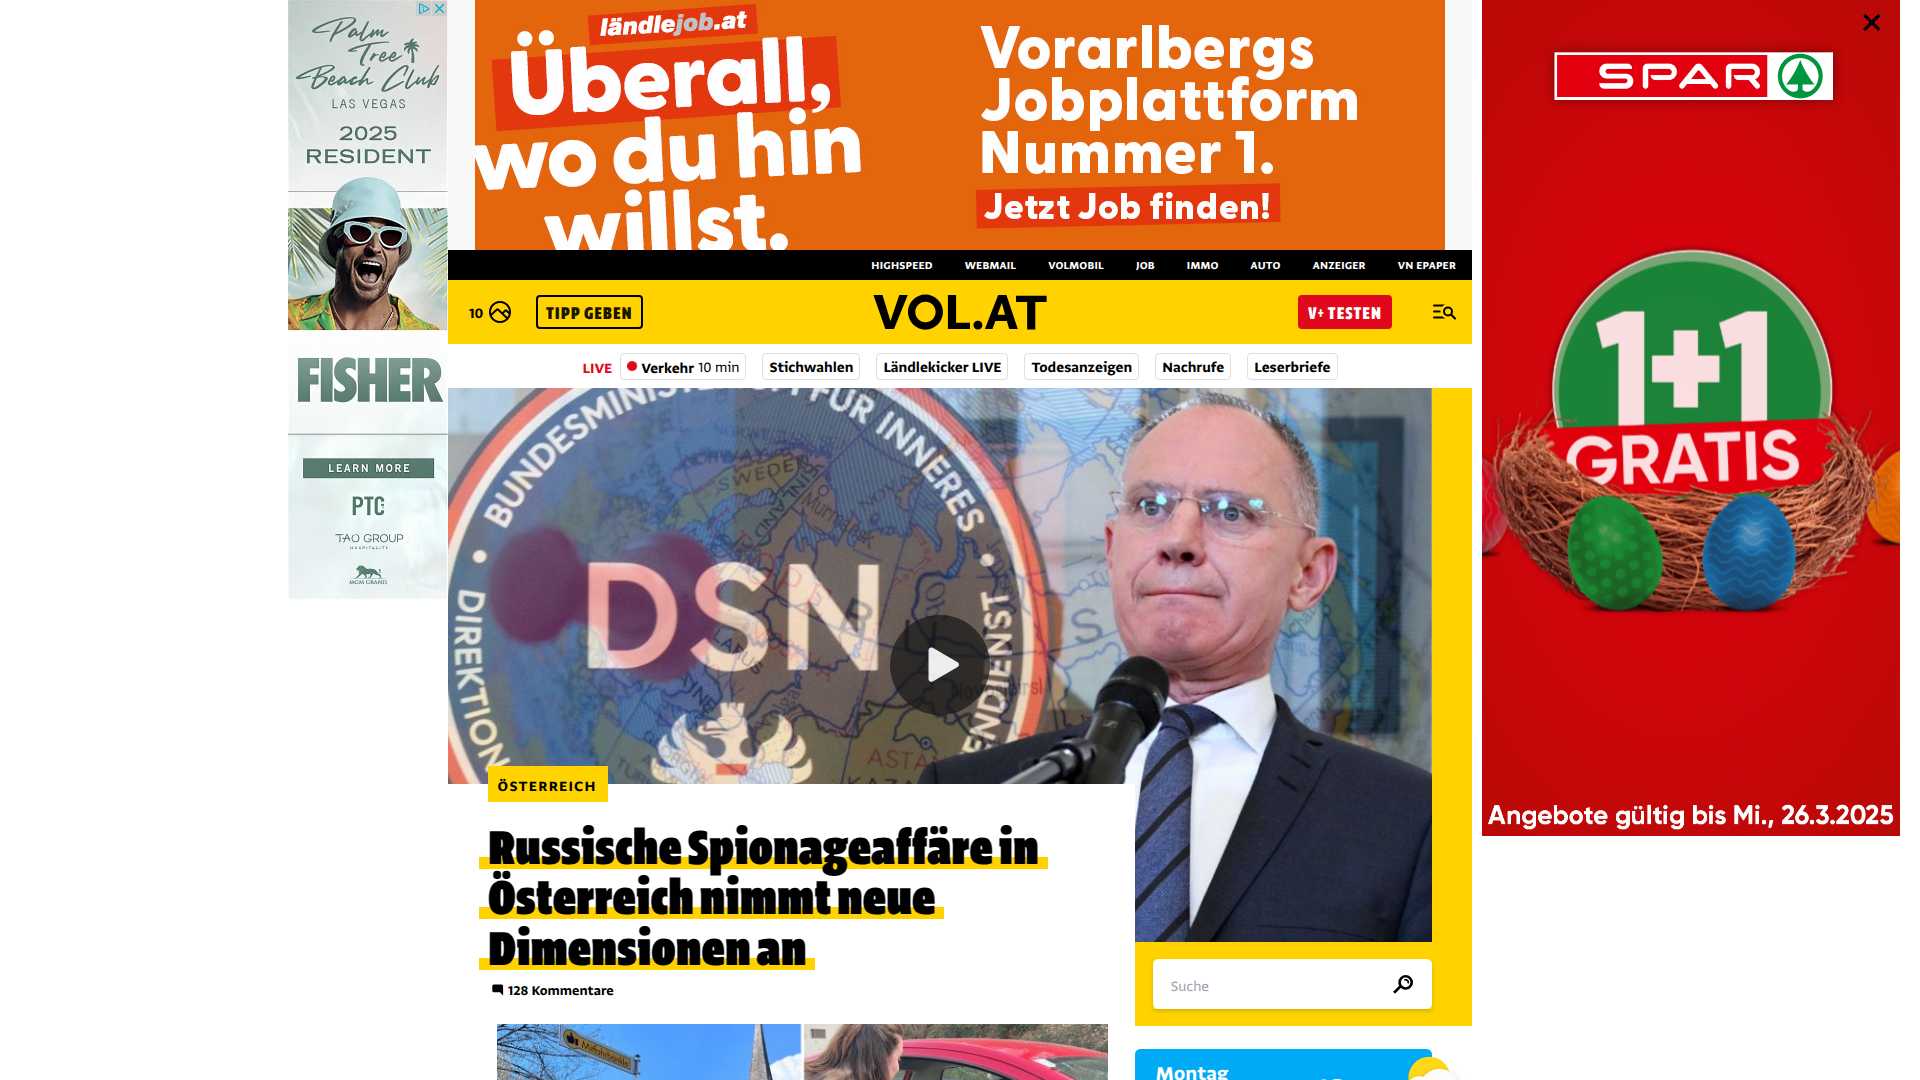 Palm
Tree
Beach Club
LAS VEGAS
2025
RESIDENT
FISHER
LEARN MORE
PTC
TAO GROUP
HOSPITALITY
MGM GRAND
ländlejob.at
Überall,
wo du hin
willst.
Vorarlbergs
Jobplattform
Nummer 1.
Jetzt Job finden!
HIGHSPEED WEBMAIL VOLMOBIL JOB IMMO AUTO ANZEIGER VN EPAPER
10 TIPP GEBEN VOL.AT V+ TESTEN
LIVE Verkehr 10 min Stichwahlen Ländlekicker LIVE Todesanzeigen Nachrufe Leserbriefe
FÜR INNERES
DIREKTION
DSN
SWEDEN
ÖSTERREICH
Russische Spionageaffäre in
Österreich nimmt neue
Dimensionen an
128 Kommentare
Suche
Montag
SPAR
1+1
GRATIS
Angebote gültig bis Mi., 26.3.2025